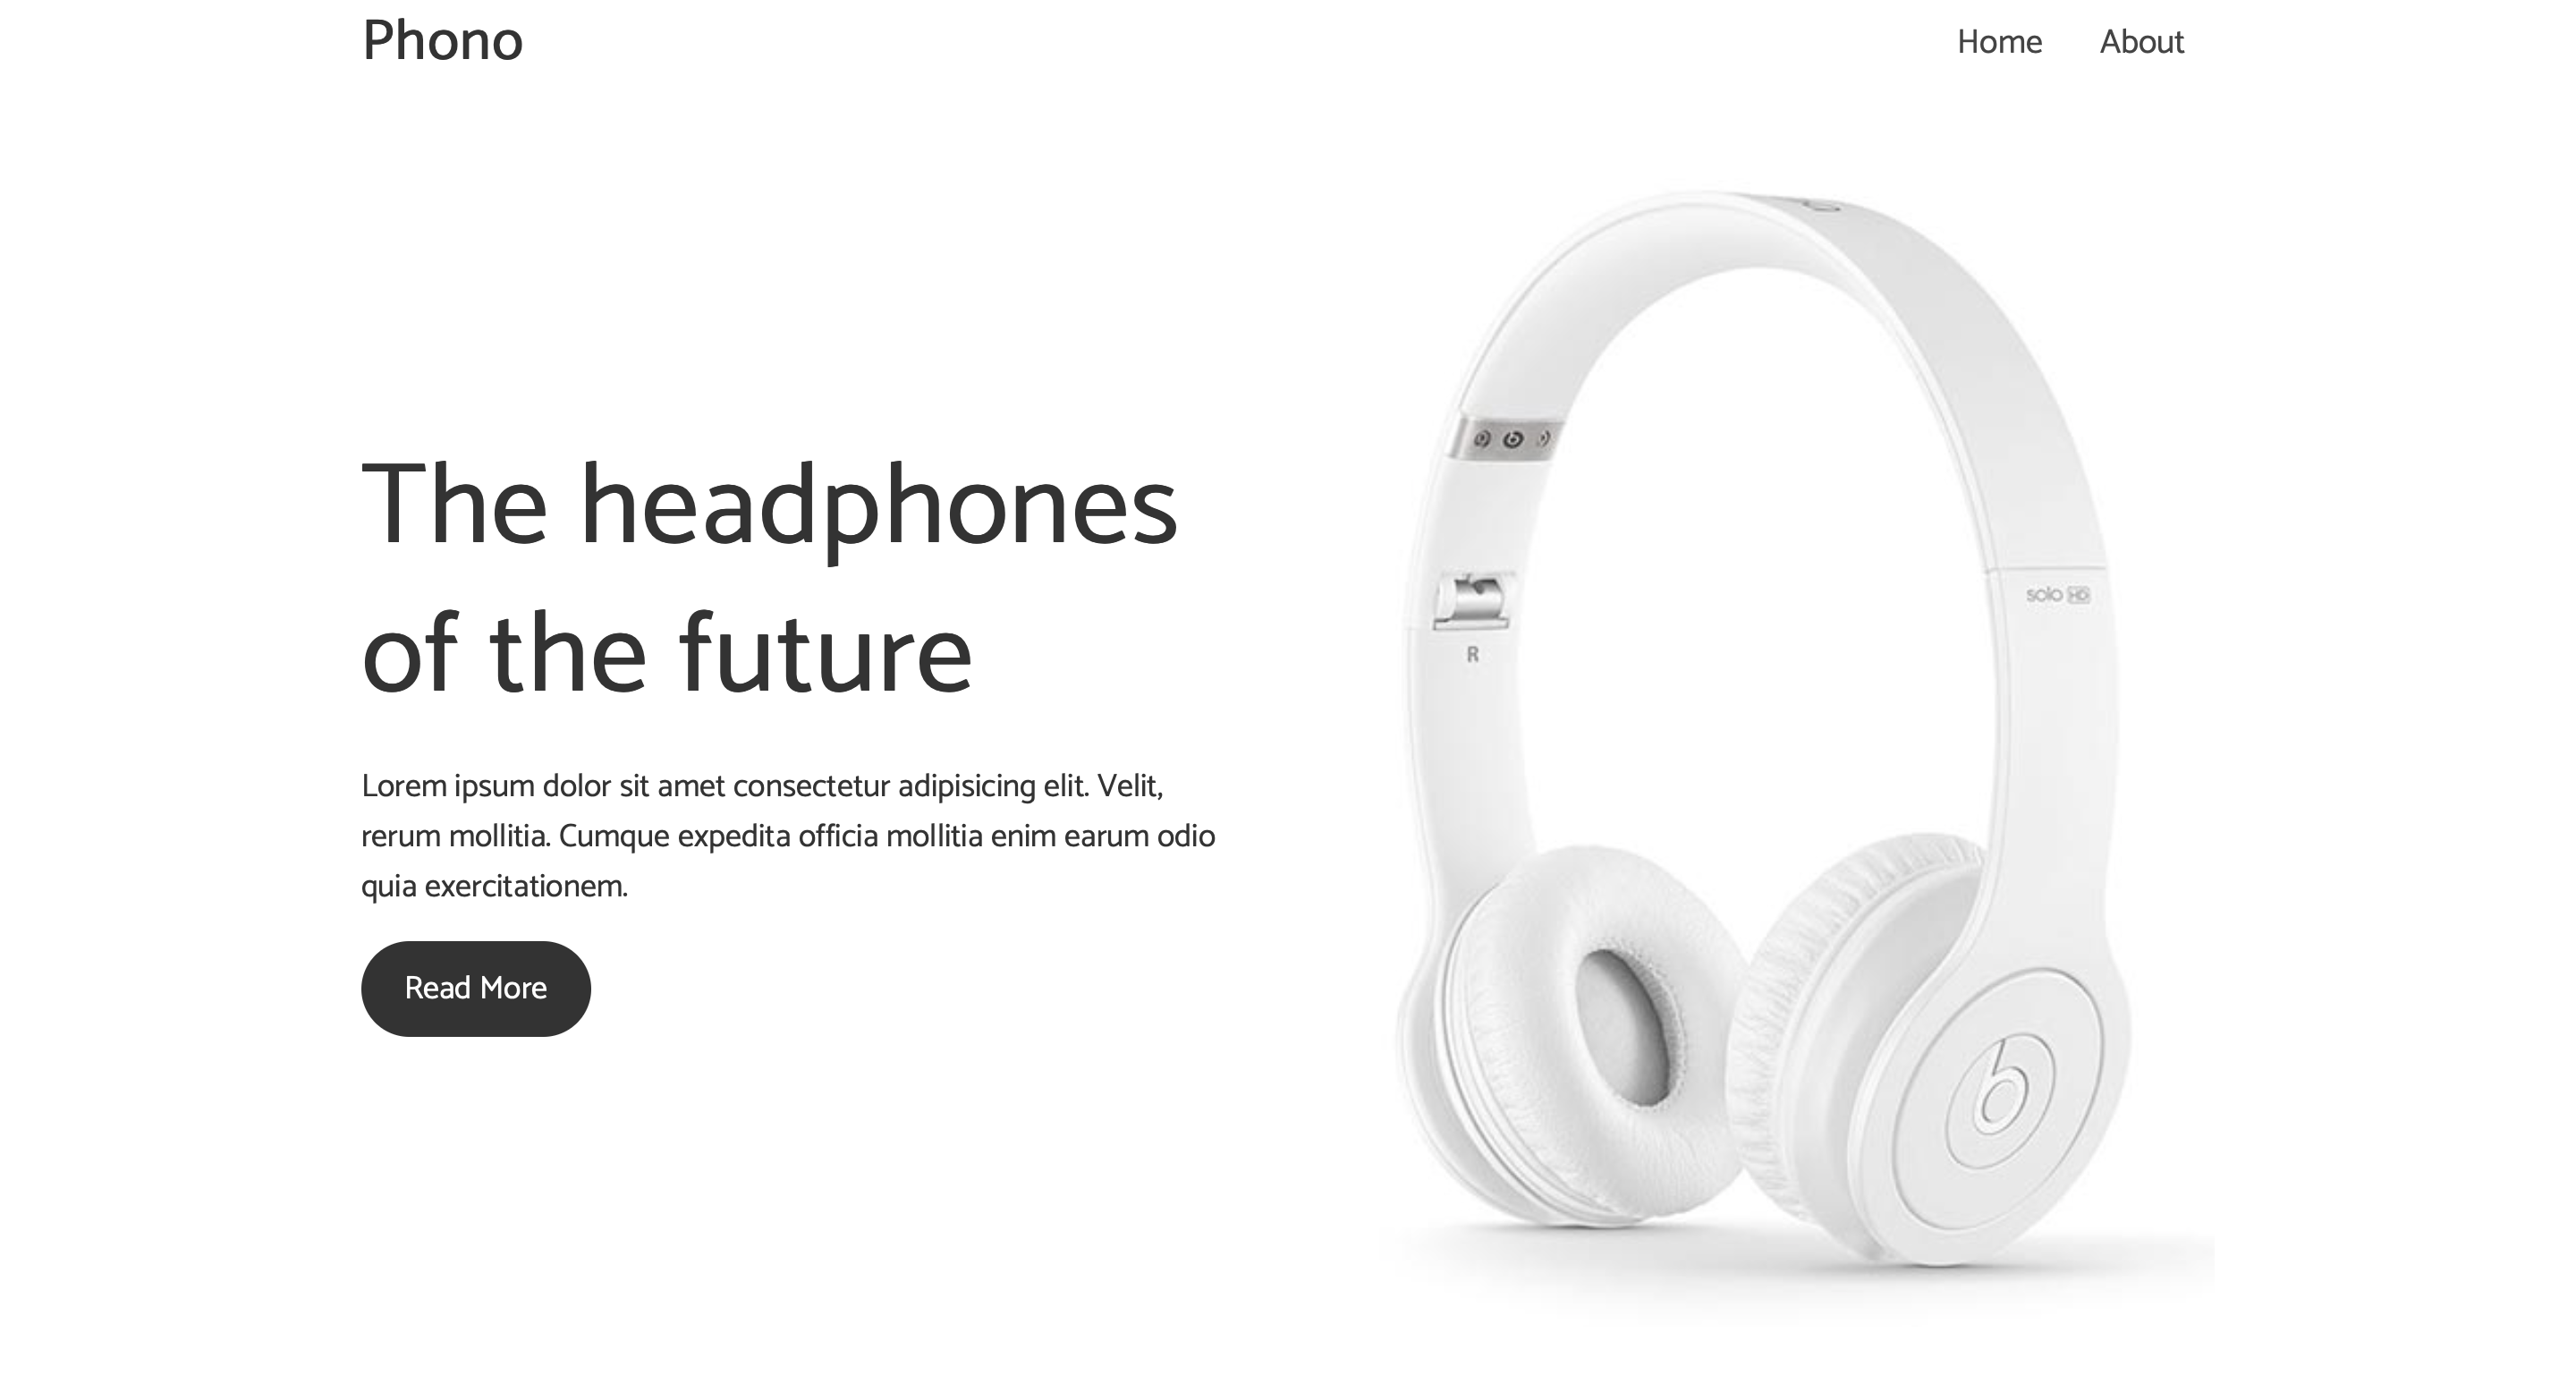 Phono
Home About
The headphones
of the future
Lorem ipsum dolor sit amet consectetur adipisicing elit. Velit,
rerum mollitia. Cumque expedita officia mollitia enim earum odio
quia exercitationem.
Read More
solo HD
R
b